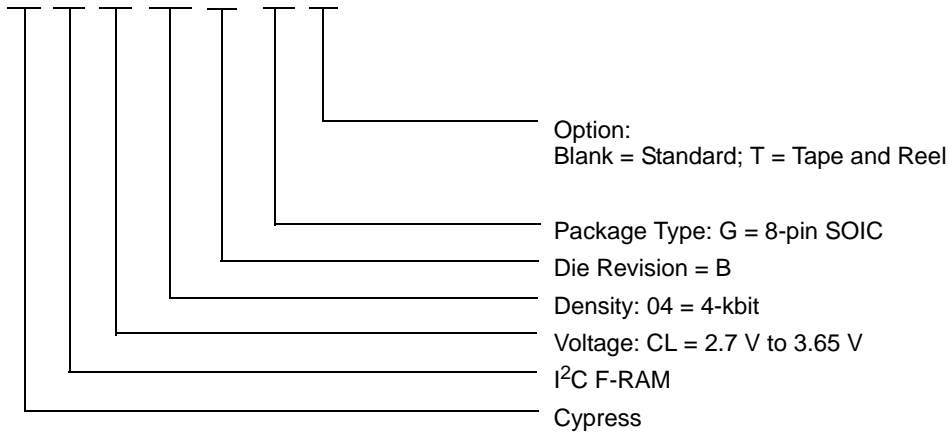 Option:
Blank = Standard; T = Tape and Reel
Package Type: G = 8-pin SOIC
Die Revision = B
Density: 04 = 4-kbit
Voltage: CL = 2.7 V to 3.65 V
I²C F-RAM
Cypress